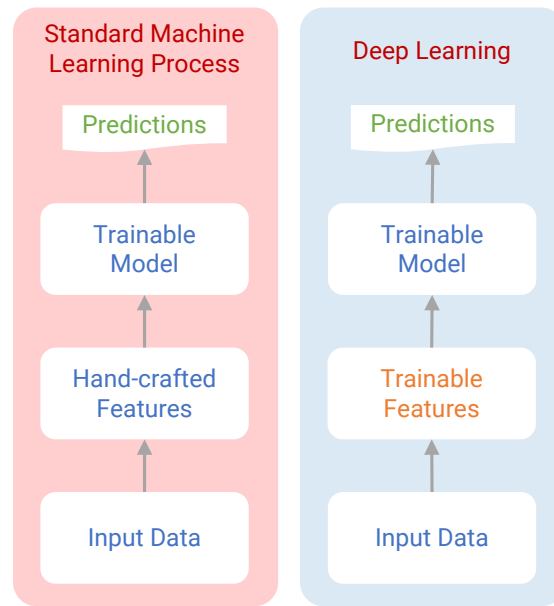 Standard Machine
Learning Process
Predictions
Trainable
Model
Hand-crafted
Features
Input Data
Deep Learning
Predictions
Trainable
Model
Trainable
Features
Input Data